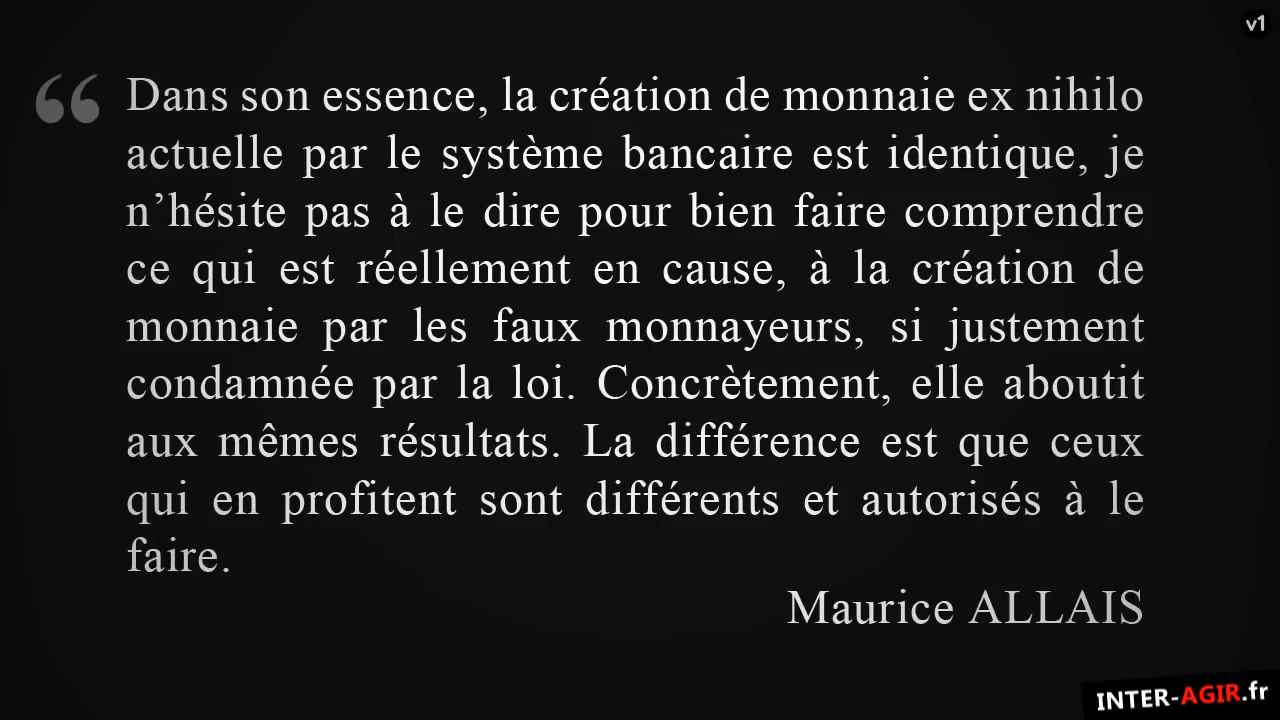 v1
“ Dans son essence, la création de monnaie ex nihilo
actuelle par le système bancaire est identique, je
n’hésite pas à le dire pour bien faire comprendre
ce qui est réellement en cause, à la création de
monnaie par les faux monnayeurs, si justement
condamnée par la loi. Concrètement, elle aboutit
aux mêmes résultats. La différence est que ceux
qui en profitent sont différents et autorisés à le
faire.
Maurice ALLAIS
INTER-AGIR.fr